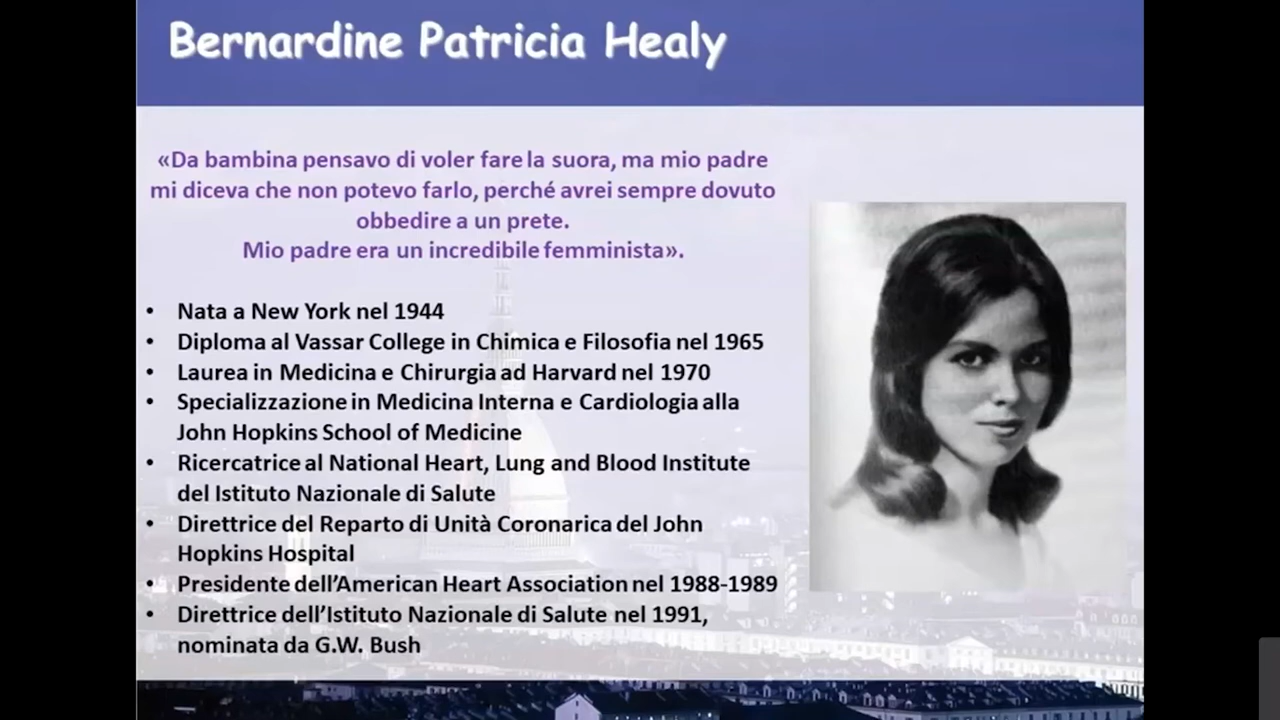 Bernardine Patricia Healy
«Da bambina pensavo di voler fare la suora, ma mio padre
mi diceva che non potevo farlo, perché avrei sempre dovuto
obbedire a un prete.
Mio padre era un incredibile femminista».
• Nata a New York nel 1944
• Diploma al Vassar College in Chimica e Filosofia nel 1965
• Laurea in Medicina e Chirurgia ad Harvard nel 1970
• Specializzazione in Medicina Interna e Cardiologia alla
John Hopkins School of Medicine
• Ricercatrice al National Heart, Lung and Blood Institute
del Istituto Nazionale di Salute
• Direttrice del Reparto di Unità Coronarica del John
Hopkins Hospital
• Presidente dell’American Heart Association nel 1988-1989
• Direttrice dell’Istituto Nazionale di Salute nel 1991,
nominata da G.W. Bush